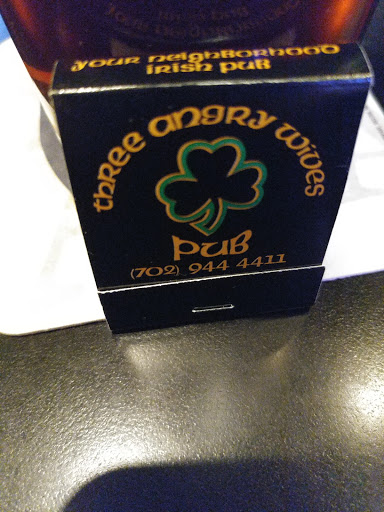 Your Neighborhood
Irish Pub
Three Angry Wives
Pub
(702) 944 4411